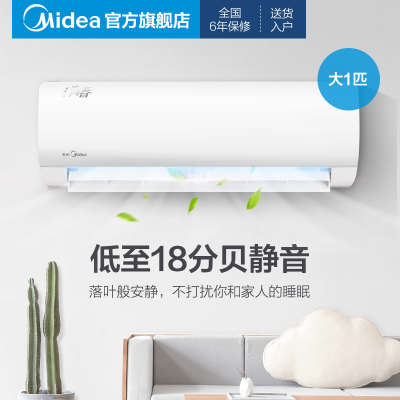 Midea 官方旗舰店
全国
6年保修
送货
入户
大1匹
Midea
低至18分贝静音
落叶般安静，不打扰你和家人的睡眠